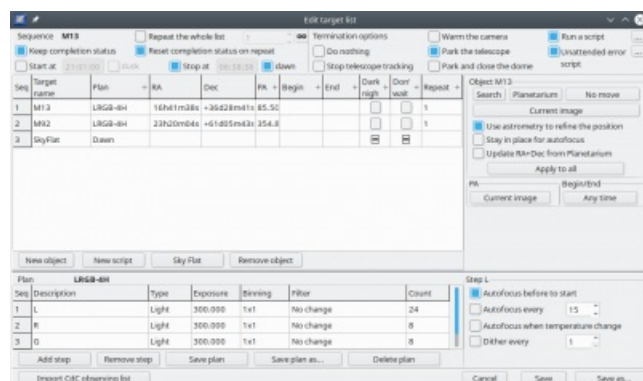 Edit target list
Sequence M13
Repeat the whole list
Termination options
Warm the camera
Run a script
Keep completion status
Reset completion status on repeat
Do nothing
Park the telescope
Unattended error script
Start at
Stop at
dawn
Stop telescope tracking
Park and close the dome
Seq Target name Plan RA Dec PA Begin End Dark nigh Don' wait Repeat
1 M13 LRGB-4H 16h41m38s 85.50 1
2 M92 LRGB-4H 23h20m04s 354.8 1
3 SkyFlat Dawn
Object M13
Search Planetarium No move
Current image
Use astrometry to refine the position
Stay in place for autofocus
Update RA+Dec from Planetarium
Apply to all
PA Begin/End
Current image Any time
New object New script Sky Flat Remove object
Plan LRGB-4H
Seq Description Type Exposure Binning Filter Count
1 L Light 300.000 1x1 No change 24
2 R Light 300.000 1x1 No change 8
3 G Light 300.000 1x1 No change 8
Step L
Autofocus before to start
Autofocus every 15
Autofocus when temperature change
Dither every 1
Add step Remove step Save plan Save plan as... Delete plan
Import CdC observing list
Cancel Save Save as...